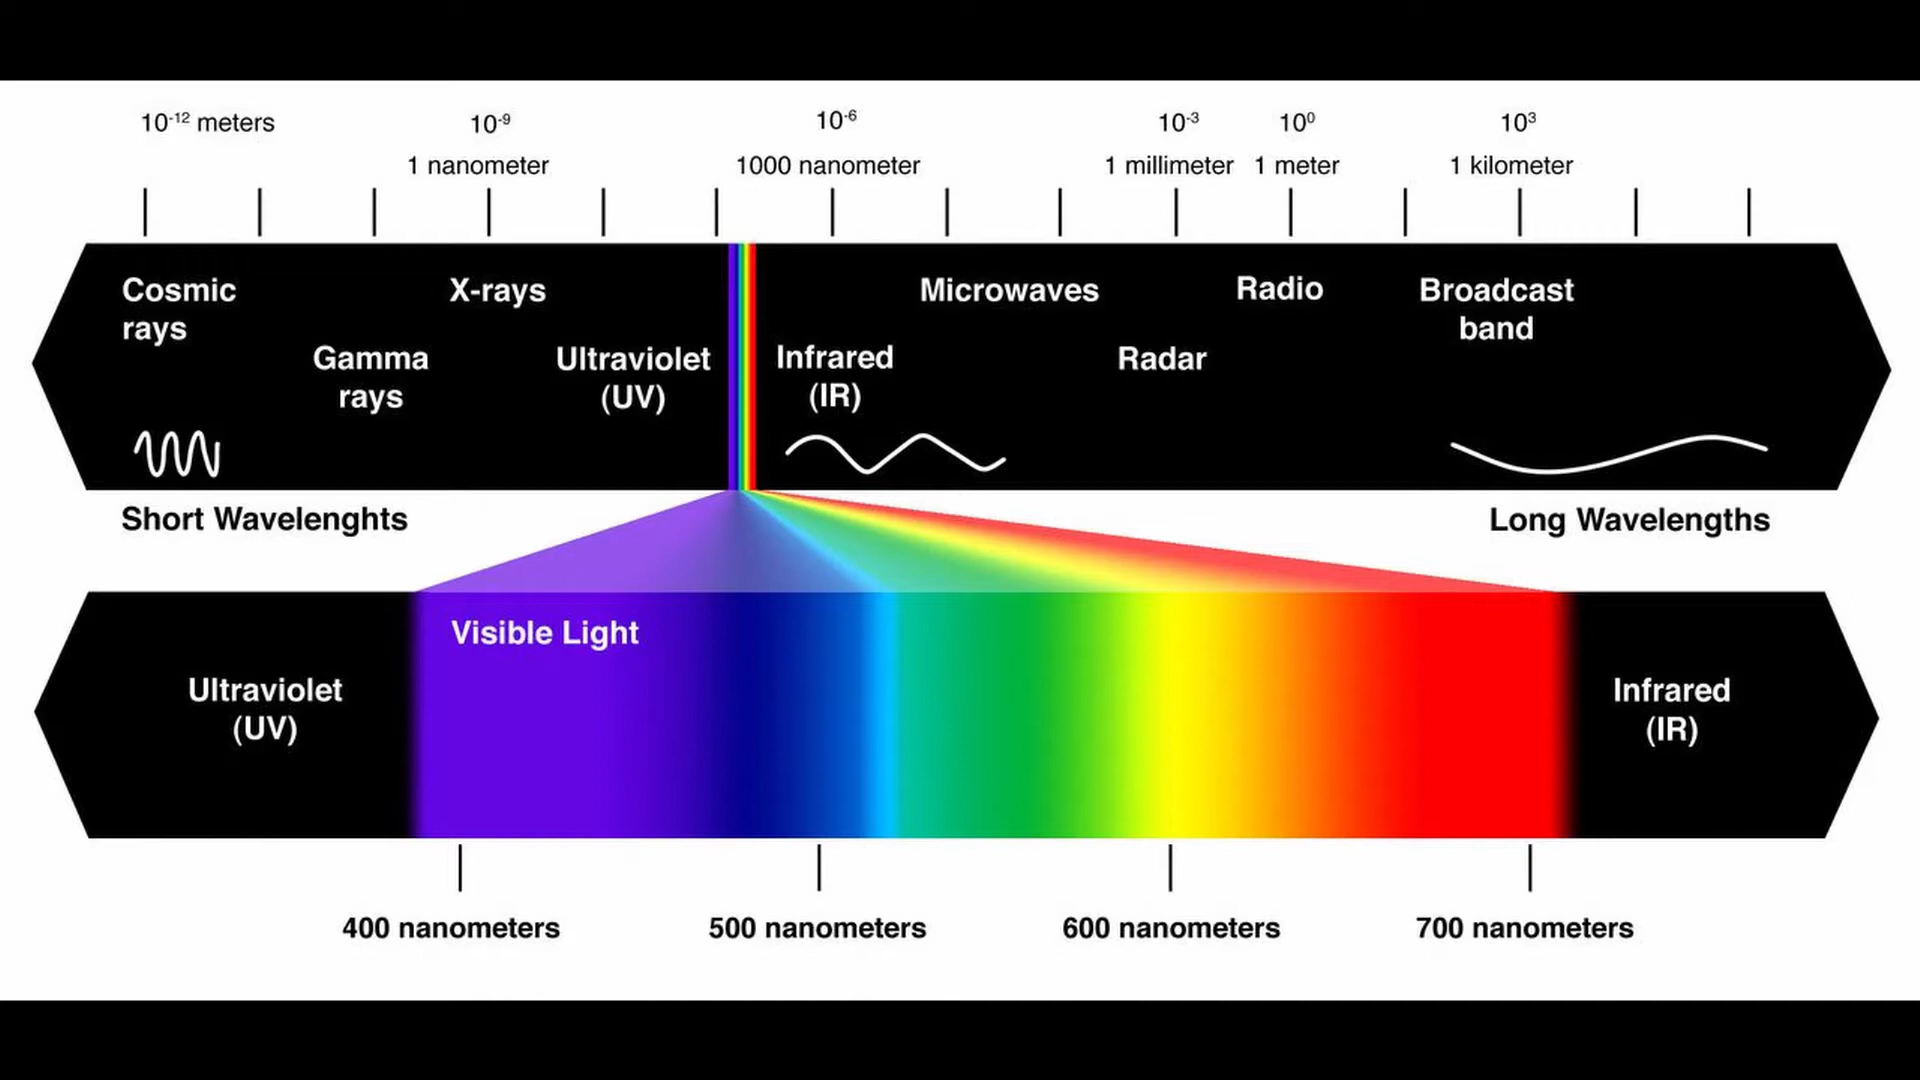 10⁻¹² meters
10⁻⁹
10⁻⁶
10⁻³
10⁰
10³
1 nanometer
1000 nanometer
1 millimeter
1 meter
1 kilometer
Cosmic
rays
X-rays
Microwaves
Radio
Broadcast
band
Gamma
rays
Ultraviolet
(UV)
Infrared
(IR)
Radar
Short Wavelenghts
Long Wavelengths
Visible Light
Ultraviolet
(UV)
Infrared
(IR)
400 nanometers
500 nanometers
600 nanometers
700 nanometers